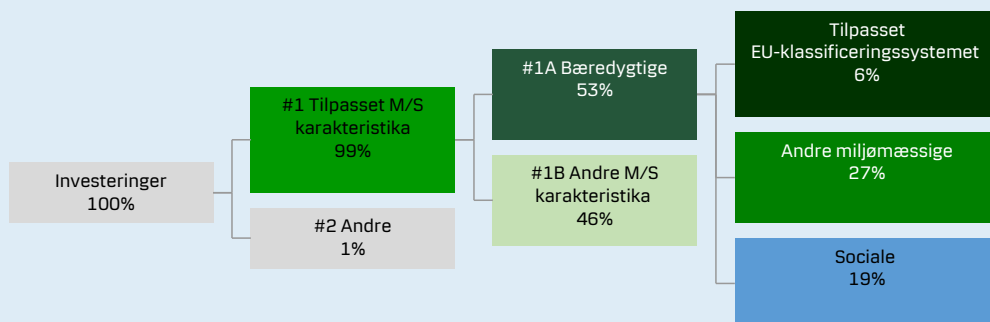 Investeringer
100%
#1 Tilpasset M/S
karakteristika
99%
#2 Andre
1%
#1A Bæredygtige
53%
#1B Andre M/S
karakteristika
46%
Tilpasset
EU-klassificeringssystemet
6%
Andre miljømæssige
27%
Sociale
19%